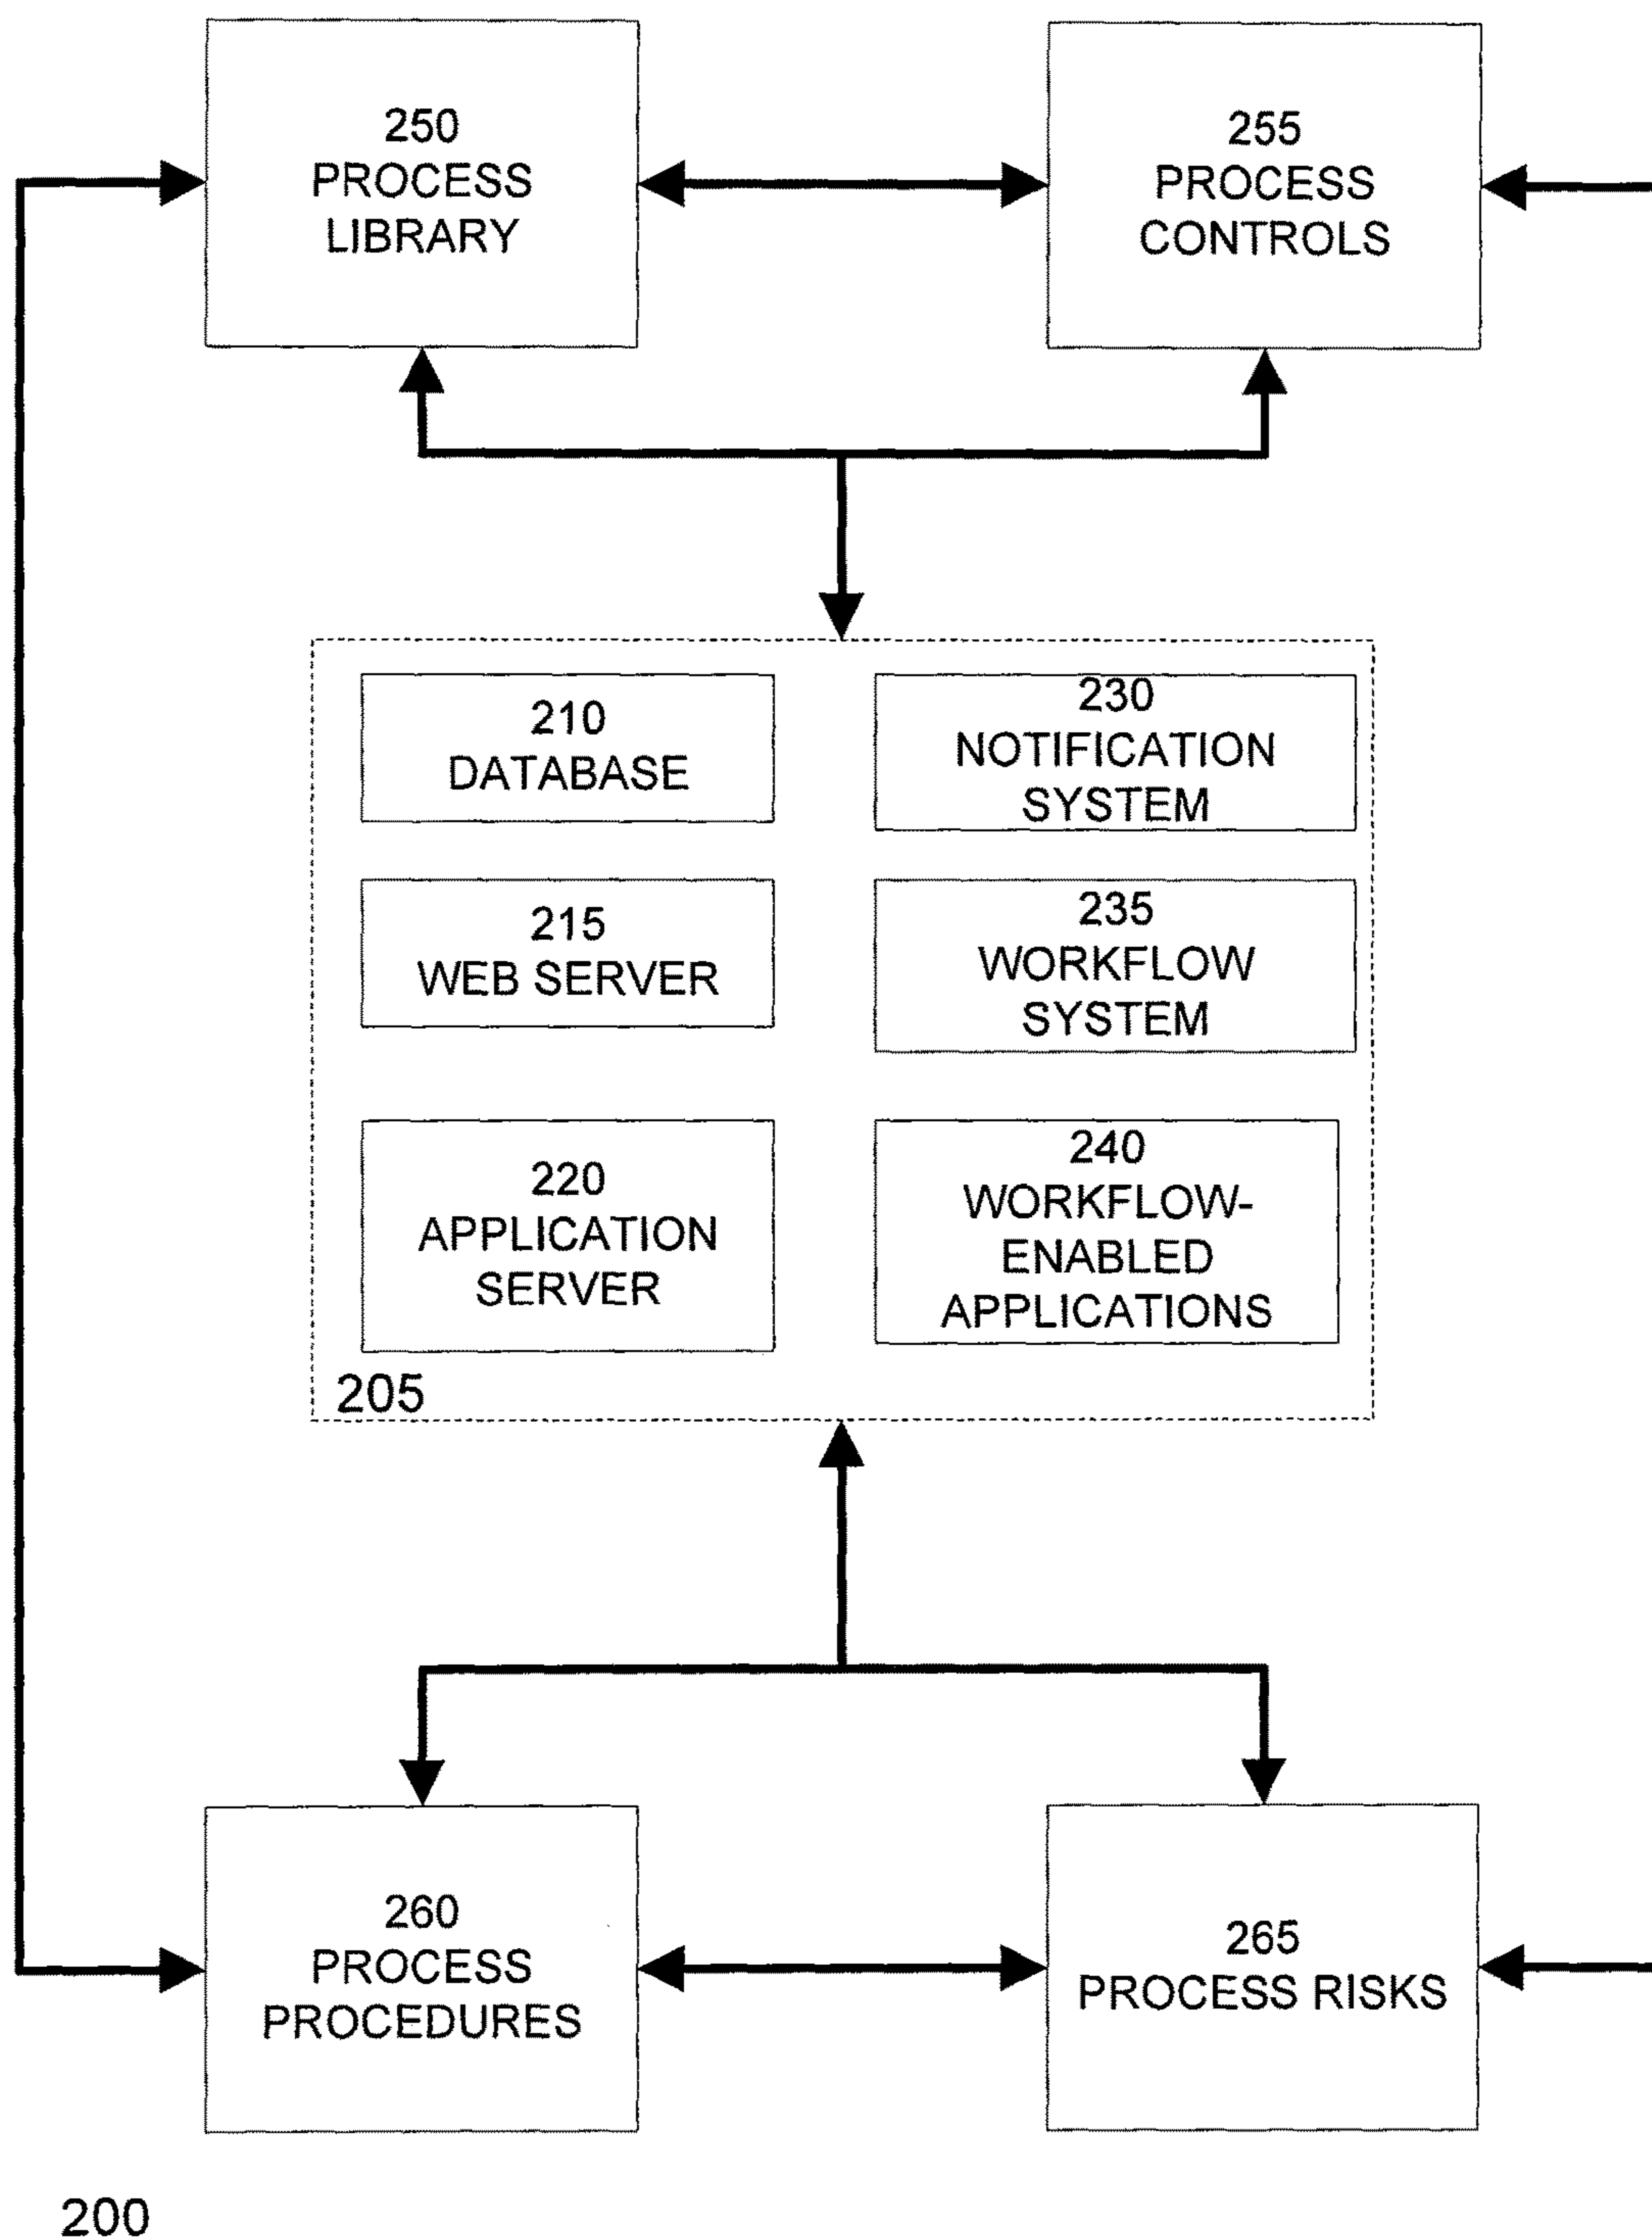 250
PROCESS
LIBRARY
255
PROCESS
CONTROLS
210
DATABASE
230
NOTIFICATION
SYSTEM
215
WEB SERVER
235
WORKFLOW
SYSTEM
220
APPLICATION
SERVER
240
WORKFLOW-
ENABLED
APPLICATIONS
205
260
PROCESS
PROCEDURES
265
PROCESS RISKS
200